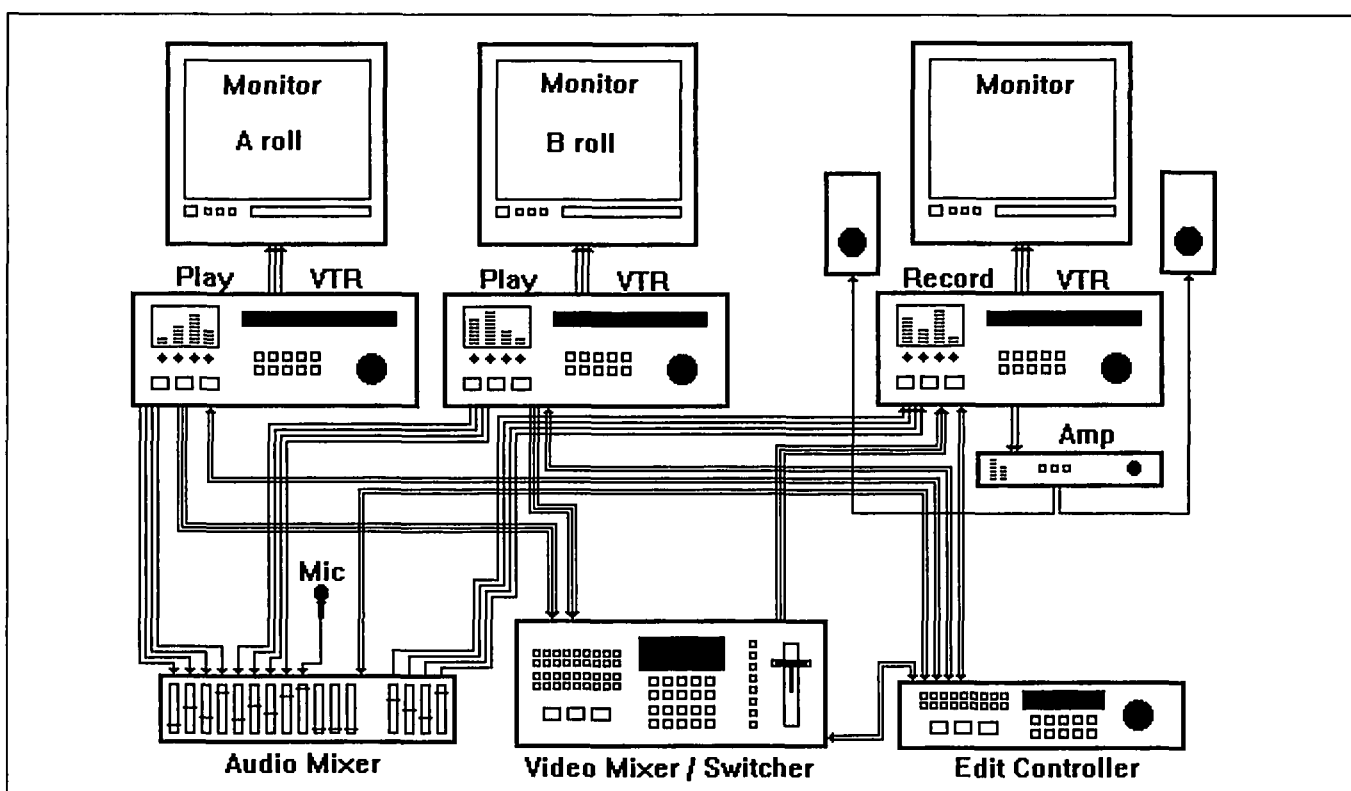 Monitor
A roll
Monitor
B roll
Monitor
Play VTR
Play VTR
Record VTR
Amp
Mic
Audio Mixer
Video Mixer / Switcher
Edit Controller